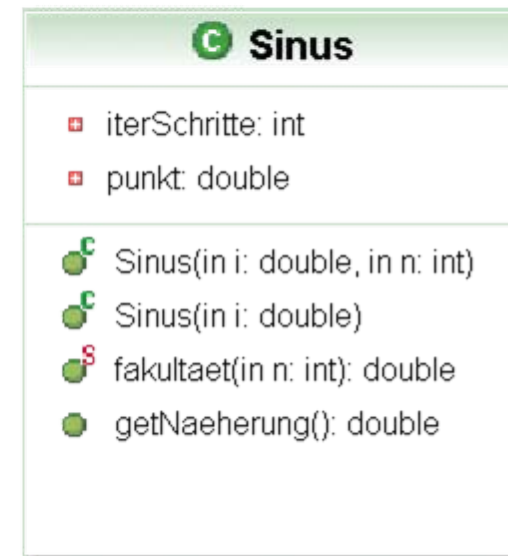 C Sinus
iterSchritte: int
punkt: double
C Sinus(in i: double, in n: int)
C Sinus(in i: double)
S fakultaet(in n: int): double
getNaeherung(): double